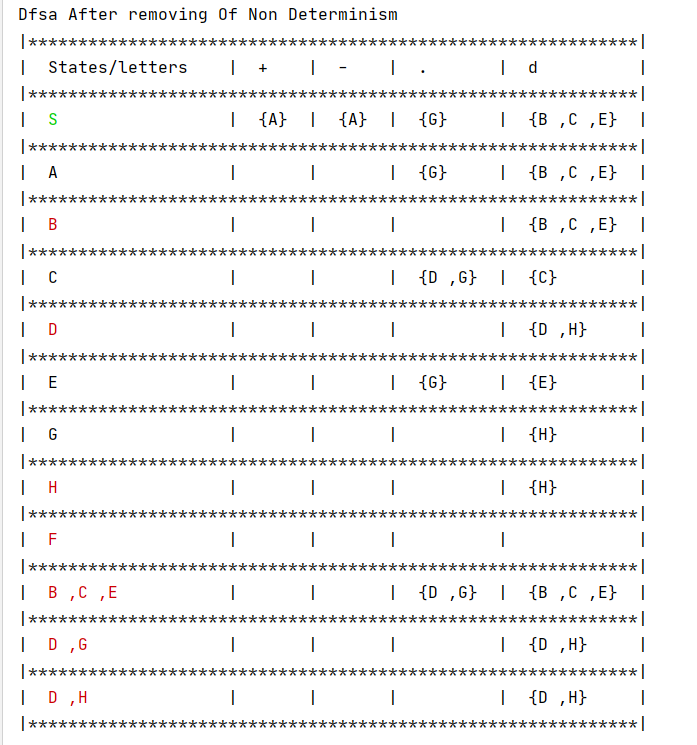 Dfsa After removing Of Non Determinism
|*************************************************************|
| States/letters | + | - | . | d |
|*************************************************************|
| S | {A} | {A} | {G} | {B ,C ,E} |
|*************************************************************|
| A | | | {G} | {B ,C ,E} |
|*************************************************************|
| B | | | | {B ,C ,E} |
|*************************************************************|
| C | | | {D ,G} | {C} |
|*************************************************************|
| D | | | | {D ,H} |
|*************************************************************|
| E | | | {G} | {E} |
|*************************************************************|
| G | | | | {H} |
|*************************************************************|
| H | | | | {H} |
|*************************************************************|
| F | | | | |
|*************************************************************|
| B ,C ,E | | | {D ,G} | {B ,C ,E} |
|*************************************************************|
| D ,G | | | | {D ,H} |
|*************************************************************|
| D ,H | | | | {D ,H} |
|*************************************************************|